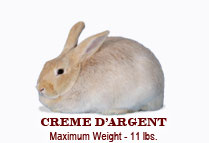 CREME D'ARGENT
Maximum Weight - 11 lbs.